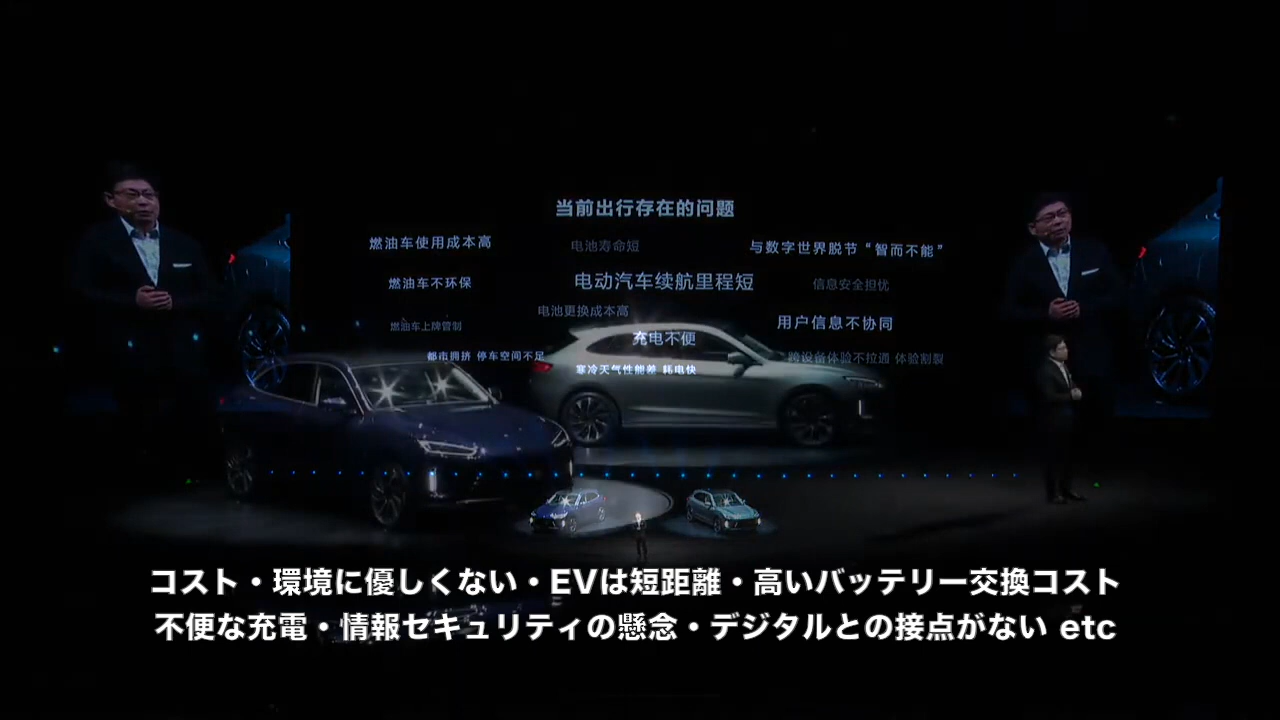 当前出行存在的问题
燃油车使用成本高
电池寿命短
与数字世界脱节“智而不能”
燃油车不环保
电动汽车续航里程短
信息安全担忧
电池更换成本高
燃油车上牌管制
用户信息不协同
充电不便
都市拥挤 停车空间不足
跨设备体验不拉通 体验割裂
寒冷天气性能差 耗电快
コスト・環境に優しくない・EVは短距離・高いバッテリー交換コスト
不便な充電・情報セキュリティの懸念・デジタルとの接点がない etc